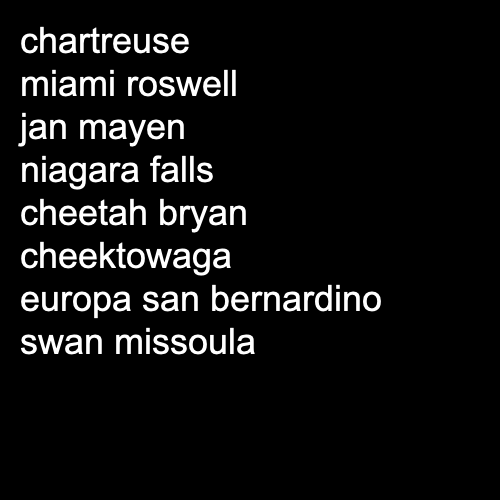 chartreuse
miami roswell
jan mayen
niagara falls
cheetah bryan
cheektowaga
europa san bernardino
swan missoula